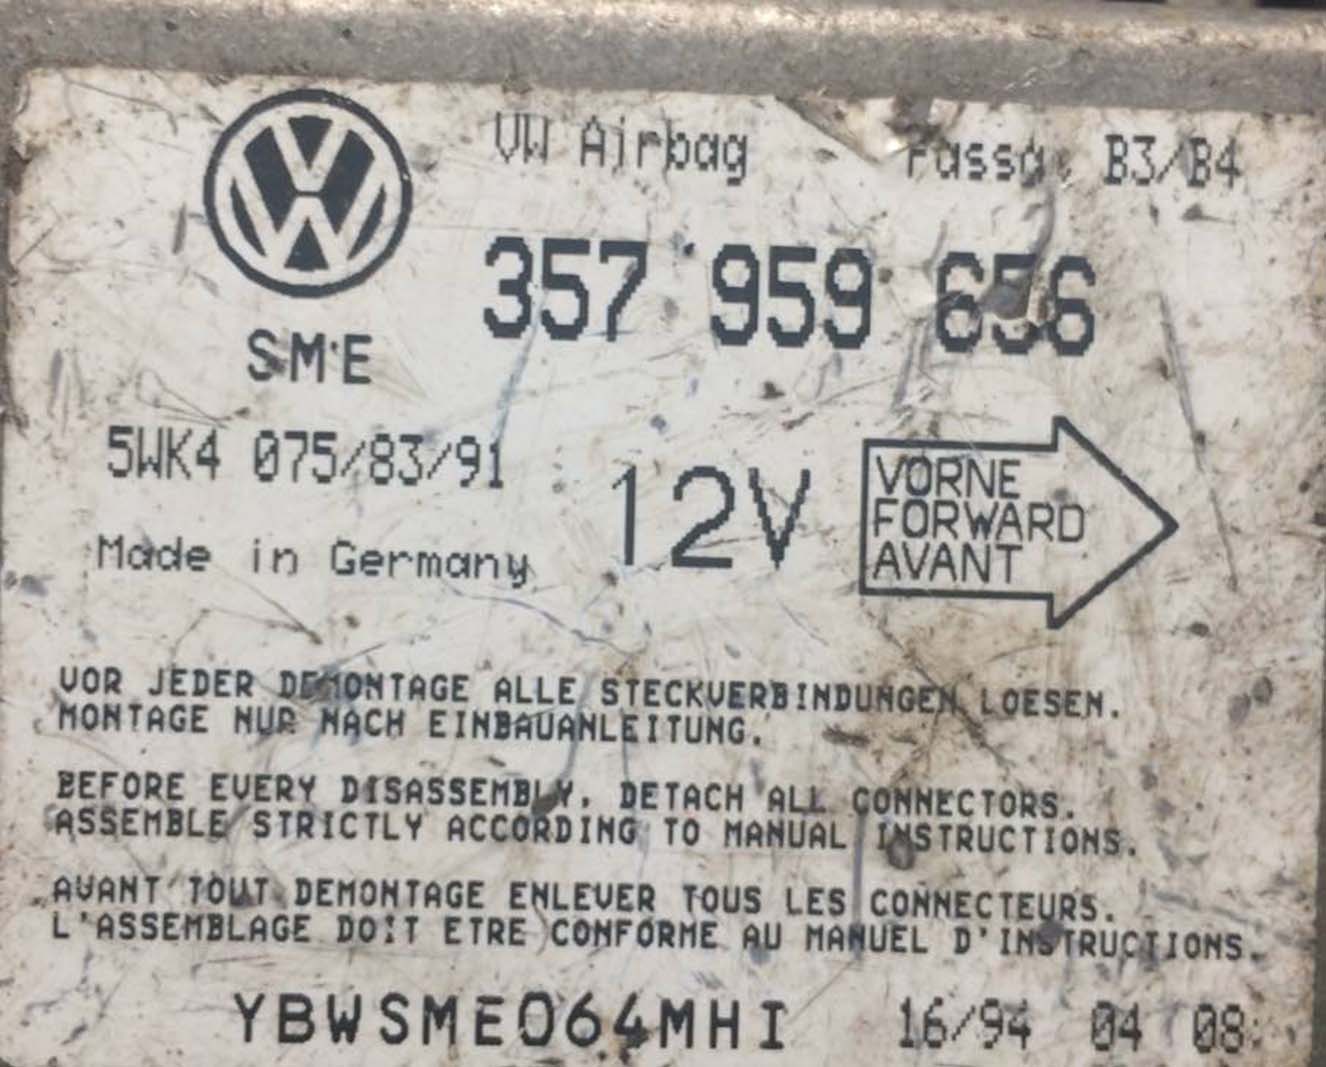 VW Airbag Passat B3/B4
357 959 656
SME
5WK4 075/83/91
12V
VORNE
FORWARD
AVANT
Made in Germany
VOR JEDER DEMONTAGE ALLE STECKVERBINDUNGEN LOESEN.
MONTAGE NUR NACH EINBAUANLEITUNG.
BEFORE EVERY DISASSEMBLY, DETACH ALL CONNECTORS.
ASSEMBLE STRICTLY ACCORDING TO MANUAL INSTRUCTIONS.
AVANT TOUT DEMONTAGE ENLEVER TOUS LES CONNECTEURS.
L'ASSEMBLAGE DOIT ETRE CONFORME AU MANUEL D'INSTRUCTIONS.
YBWSME064MHI 16/94 04 08